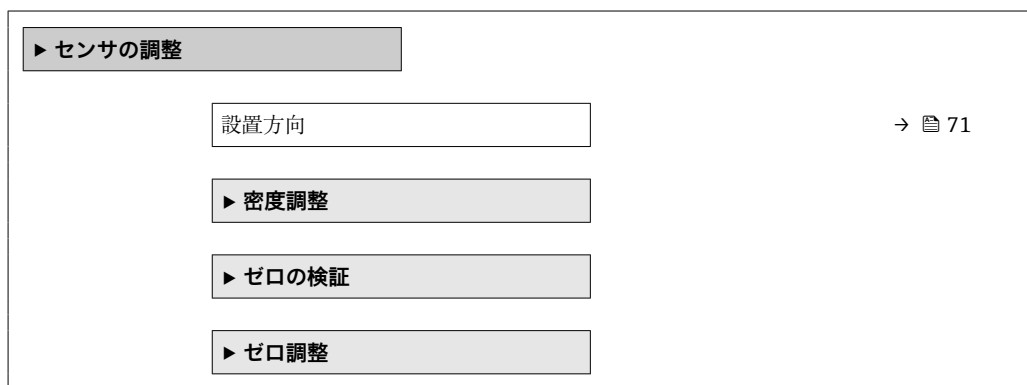 ▶ センサの調整
設置方向 → 71
▶ 密度調整
▶ ゼロの検証
▶ ゼロ調整